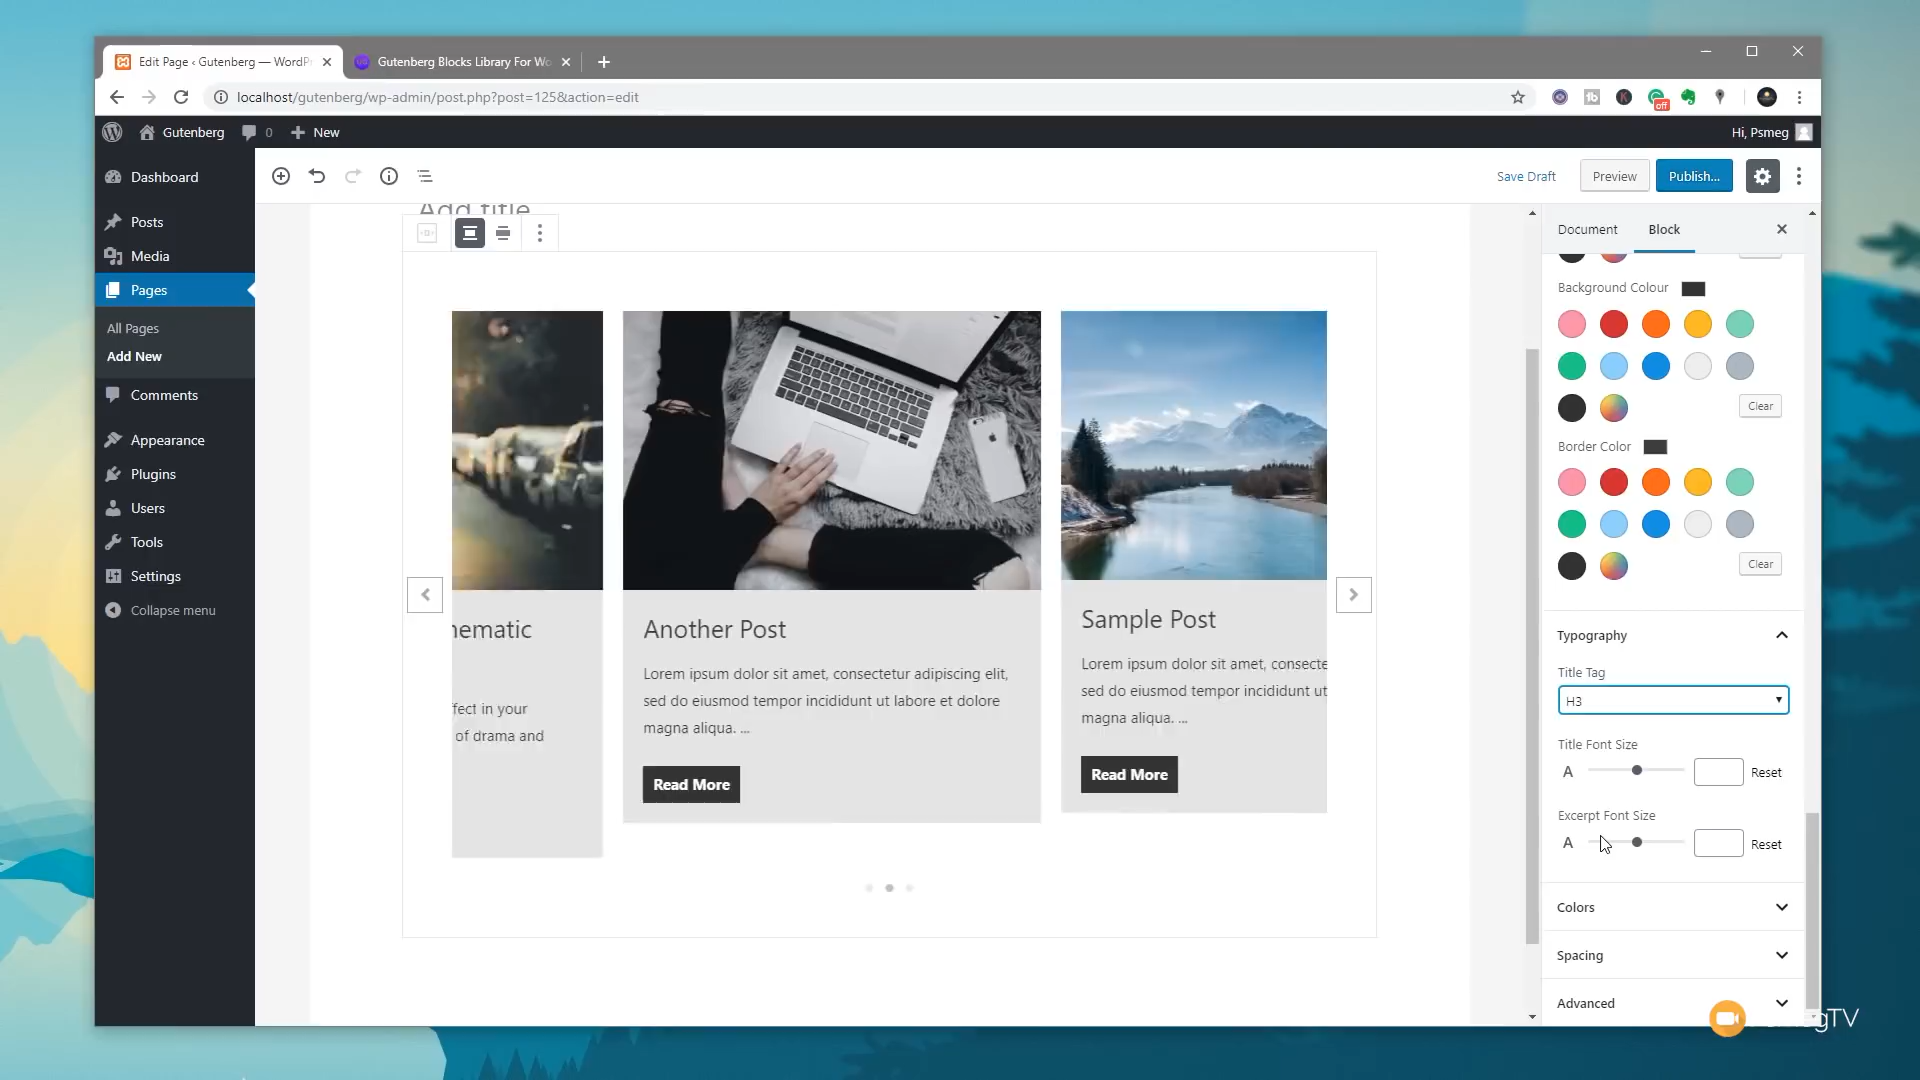 Edit Page ‹ Gutenberg — WordP
Gutenberg Blocks Library For Wo
localhost/gutenberg/wp-admin/post.php?post=125&action=edit
off
Gutenberg
0
New
Hi, Psmeg
Dashboard
Posts
Media
Pages
All Pages
Add New
Comments
Appearance
Plugins
Users
Tools
Settings
Collapse menu
Save Draft
Preview
Publish...
Add title
nematic
ffect in your
of drama and
Another Post
Lorem ipsum dolor sit amet, consectetur adipiscing elit,
sed do eiusmod tempor incididunt ut labore et dolore
magna aliqua. ...
Read More
Sample Post
Lorem ipsum dolor sit amet, consecte
sed do eiusmod tempor incididunt ut
magna aliqua. ...
Read More
Document
Block
Background Colour
Clear
Border Color
Clear
Typography
Title Tag
H3
Title Font Size
A
Reset
Excerpt Font Size
A
Reset
Colors
Spacing
Advanced
gTV